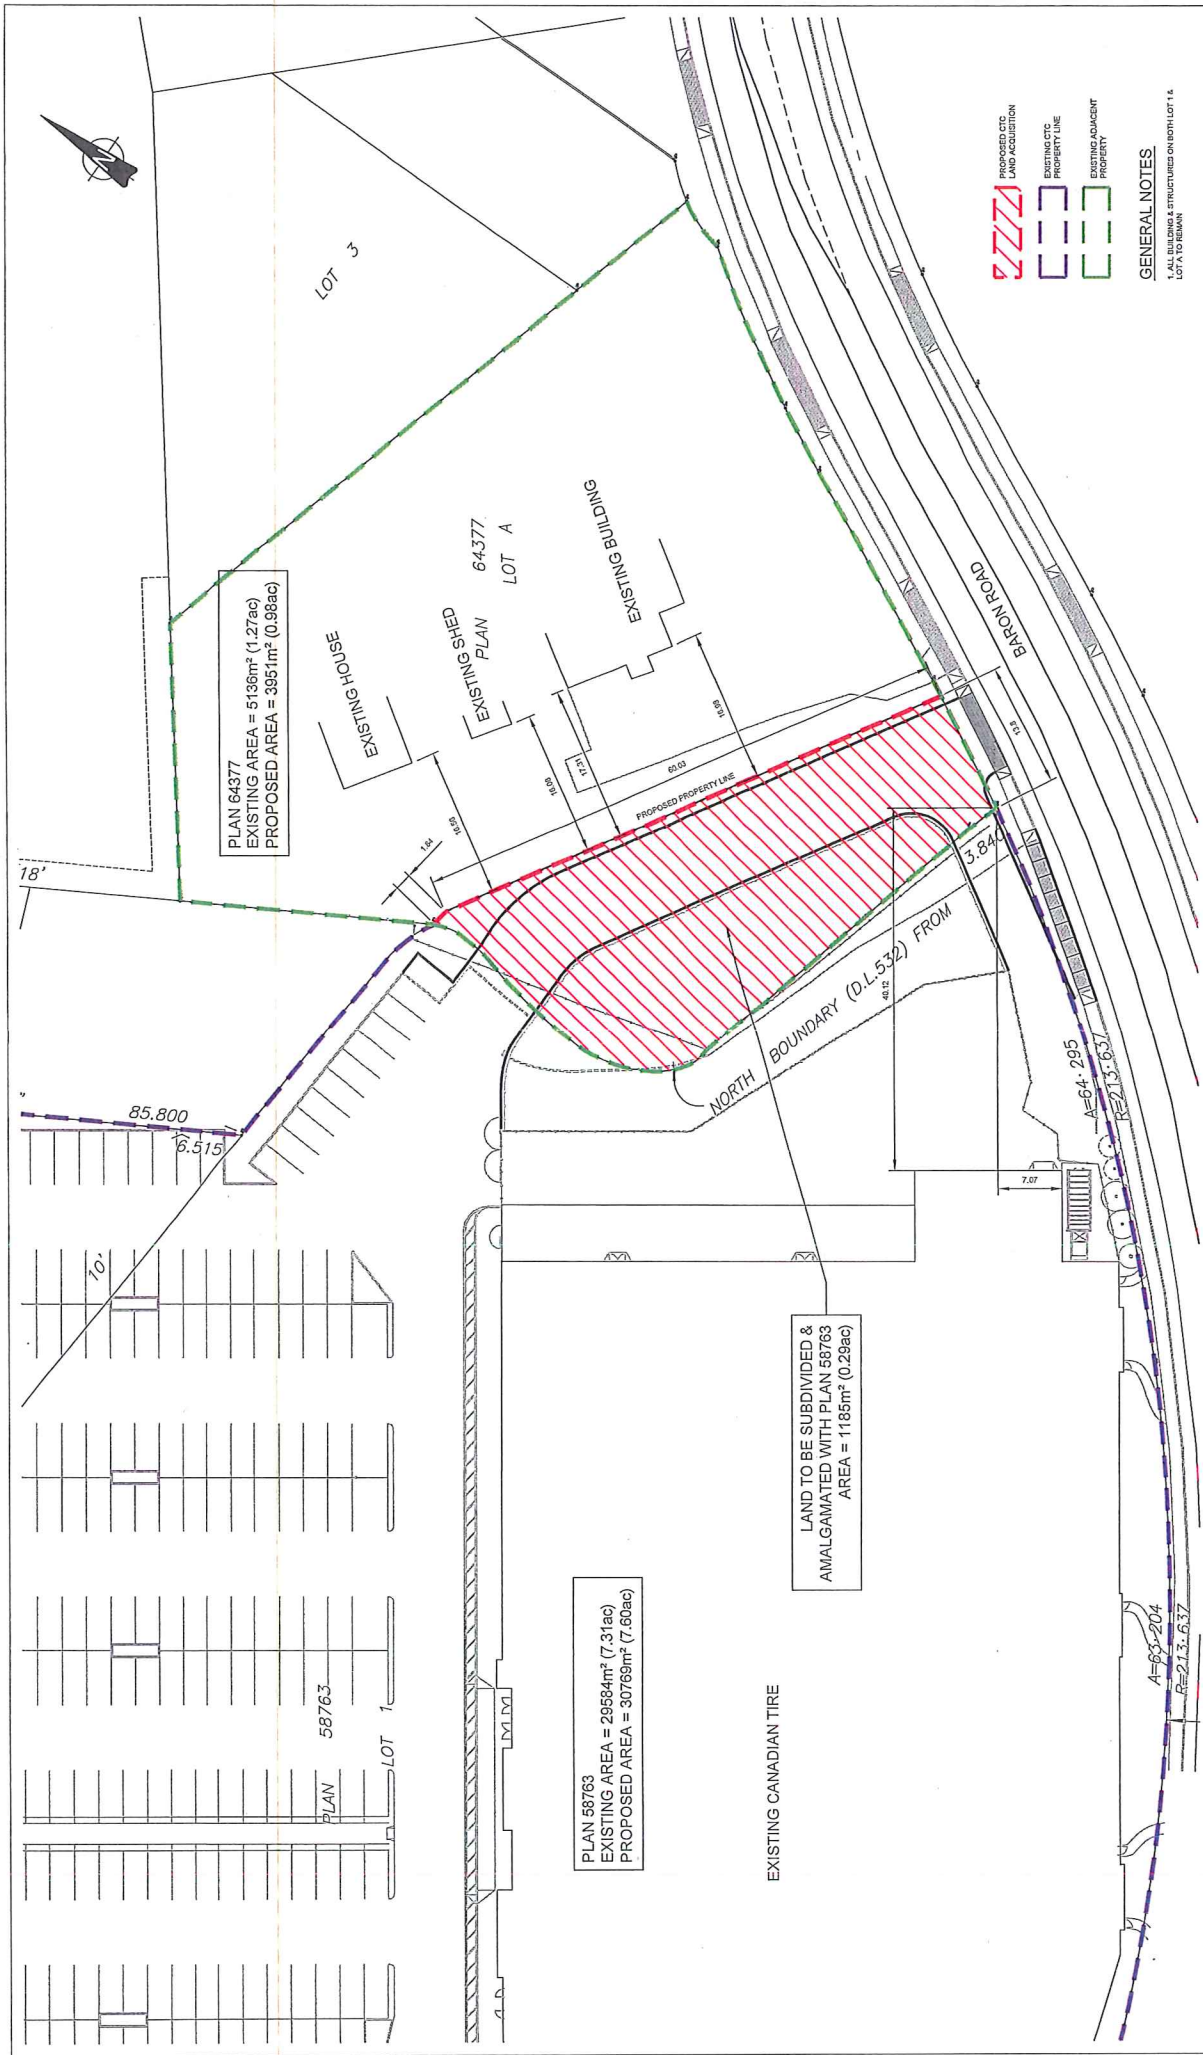 N
LOT 3
PLAN 64377
EXISTING AREA = 5136m² (1.27ac)
PROPOSED AREA = 3951m² (0.98ac)
EXISTING HOUSE
EXISTING SHED
PLAN 64377
LOT A
EXISTING BUILDING
18'
1.64
16.50
16.08
17.31
16.98
60.03
PROPOSED PROPERTY LINE
13.8
BARON ROAD
3.840
40.12
NORTH BOUNDARY (D.L.532) FROM
A=64·295
R=213·637
7.07
85.800
6.515
10'
PLAN 58763
LOT 1
LAND TO BE SUBDIVIDED &
AMALGAMATED WITH PLAN 58763
AREA = 1185m² (0.29ac)
PLAN 58763
EXISTING AREA = 29584m² (7.31ac)
PROPOSED AREA = 30769m² (7.60ac)
EXISTING CANADIAN TIRE
A=63·204
R=213·637
PROPOSED CTC
LAND ACQUISITION
EXISTING CTC
PROPERTY LINE
EXISTING ADJACENT
PROPERTY
GENERAL NOTES
1. ALL BUILDING & STRUCTURES ON BOTH LOT 1 &
LOT A TO REMAIN